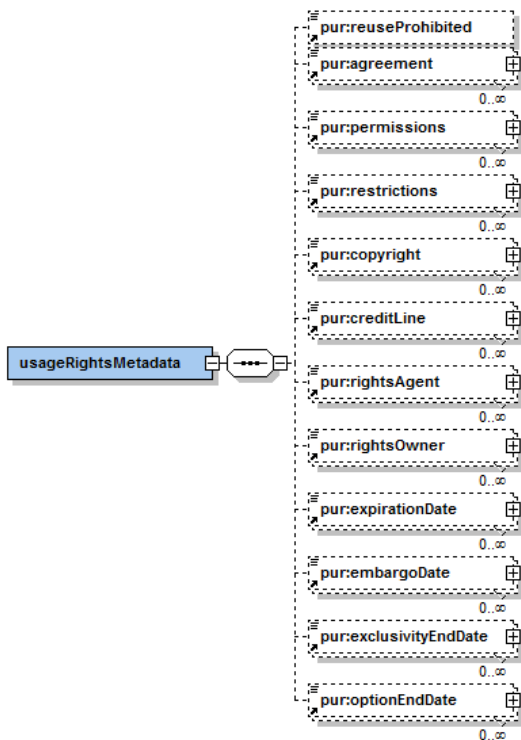 pur:reuseProhibited
pur:agreement
0..∞
pur:permissions
0..∞
pur:restrictions
0..∞
pur:copyright
0..∞
pur:creditLine
0..∞
usageRightsMetadata
pur:rightsAgent
0..∞
pur:rightsOwner
0..∞
pur:expirationDate
0..∞
pur:embargoDate
0..∞
pur:exclusivityEndDate
0..∞
pur:optionEndDate
0..∞